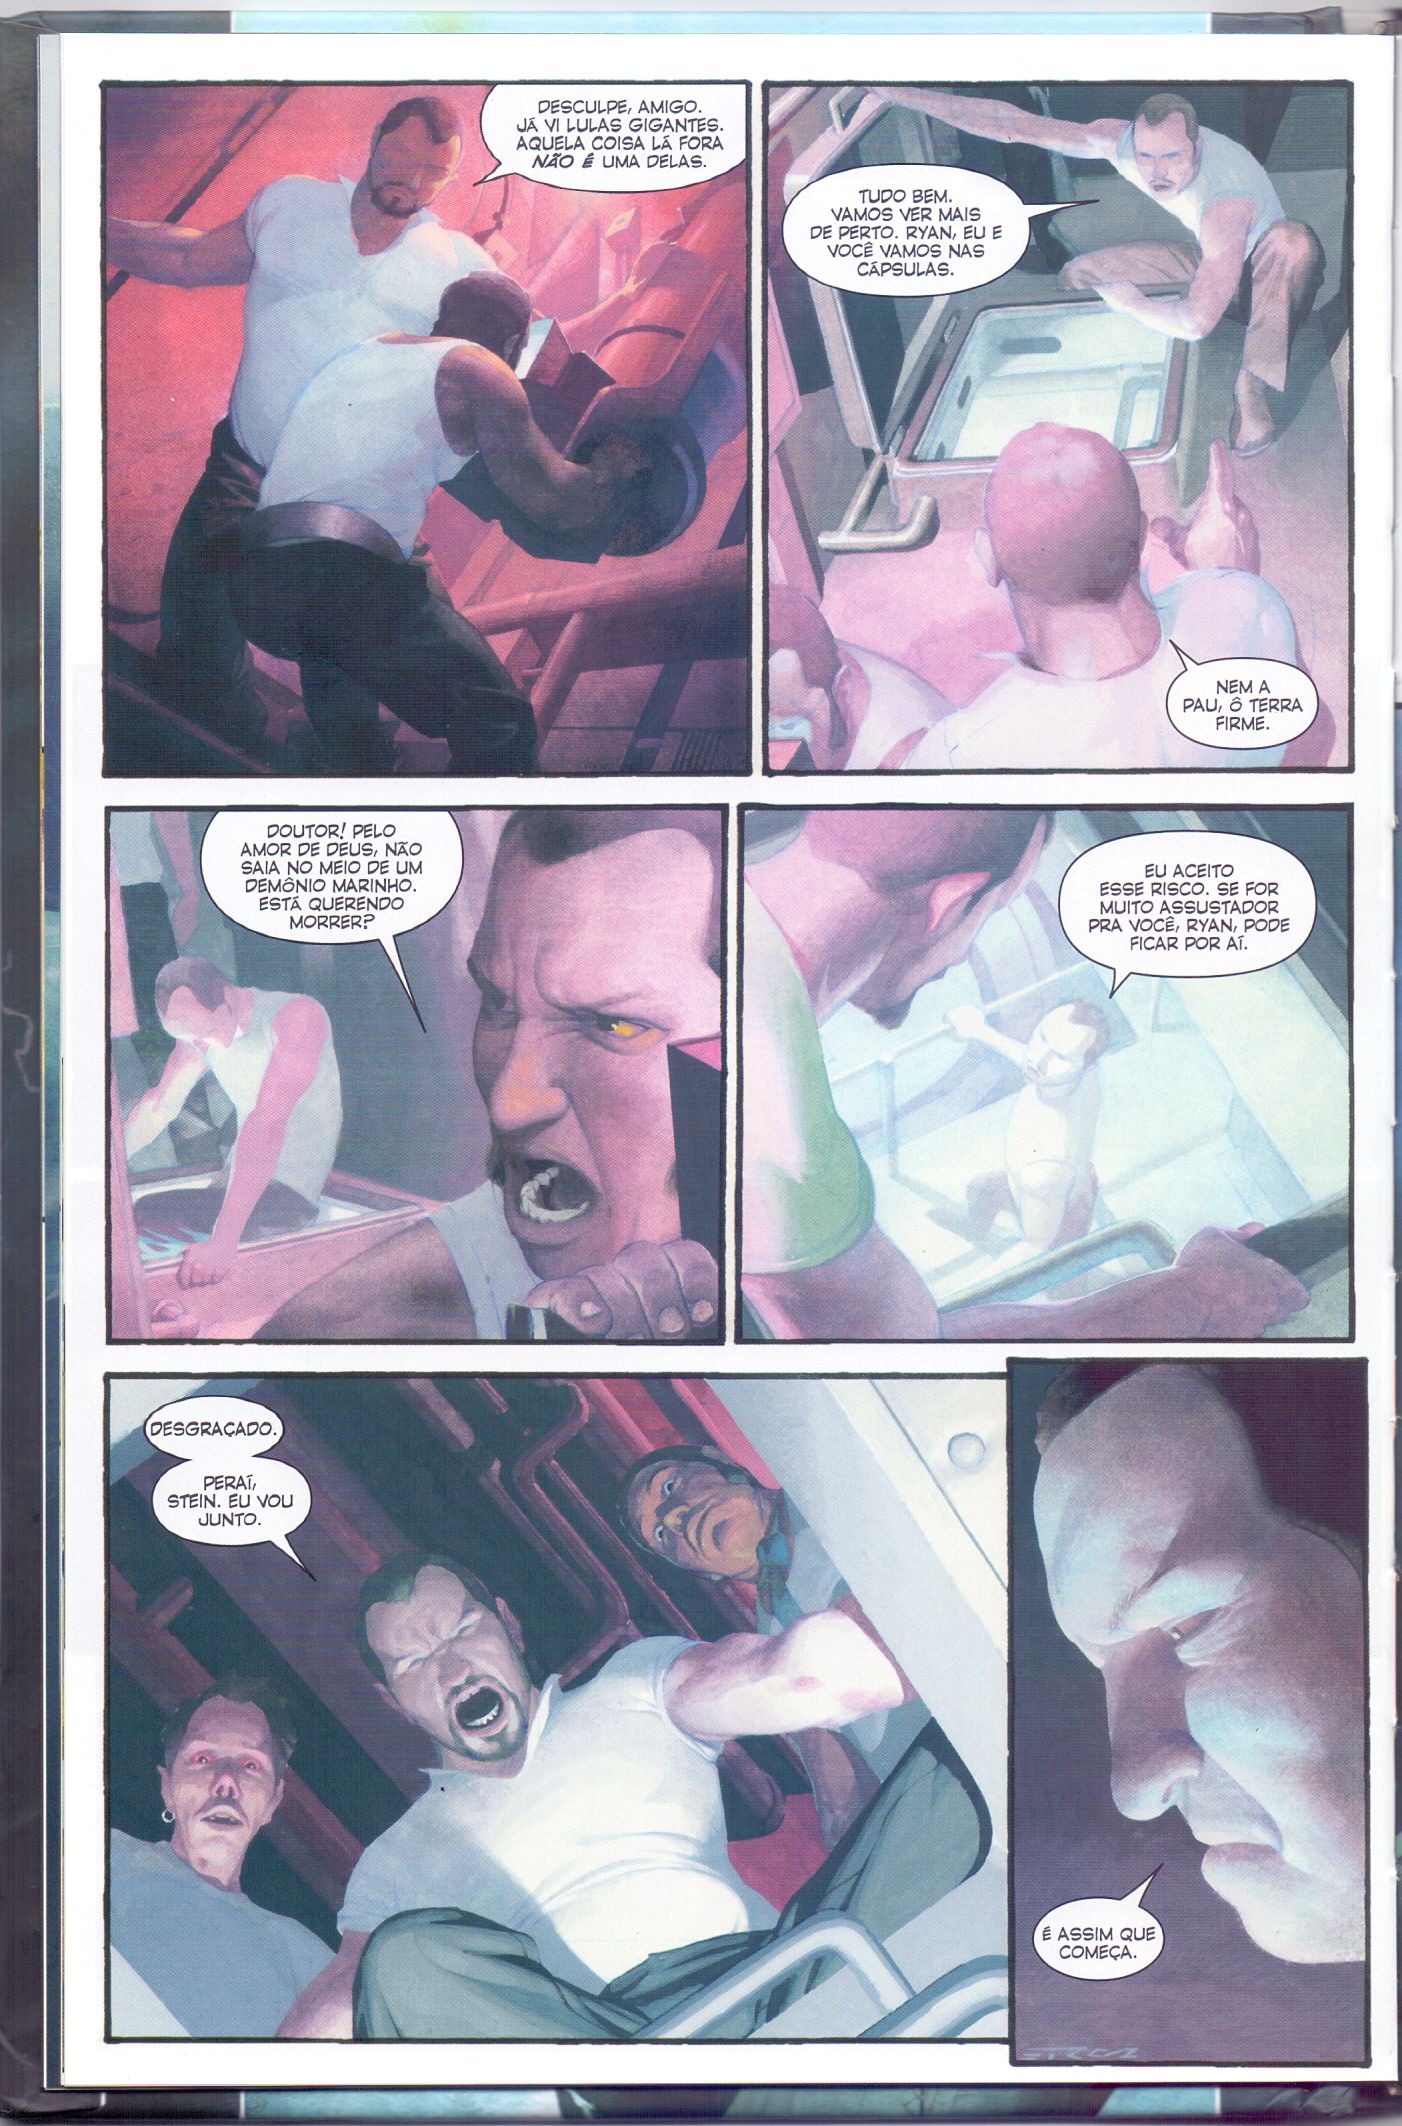 DESCULPE, AMIGO.
JÁ VI LULAS GIGANTES.
AQUELA COISA LÁ FORA
NÃO É UMA DELAS.
TUDO BEM.
VAMOS VER MAIS
DE PERTO. RYAN, EU E
VOCÊ VAMOS NAS
CÁPSULAS.
NEM A
PAU, Ô TERRA
FIRME.
DOUTOR! PELO
AMOR DE DEUS, NÃO
SAIA NO MEIO DE UM
DEMÔNIO MARINHO.
ESTÁ QUERENDO
MORRER?
EU ACEITO
ESSE RISCO. SE FOR
MUITO ASSUSTADOR
PRA VOCÊ, RYAN, PODE
FICAR POR AÍ.
DESGRAÇADO.
PERAÍ,
STEIN. EU VOU
JUNTO.
É ASSIM QUE
COMEÇA.